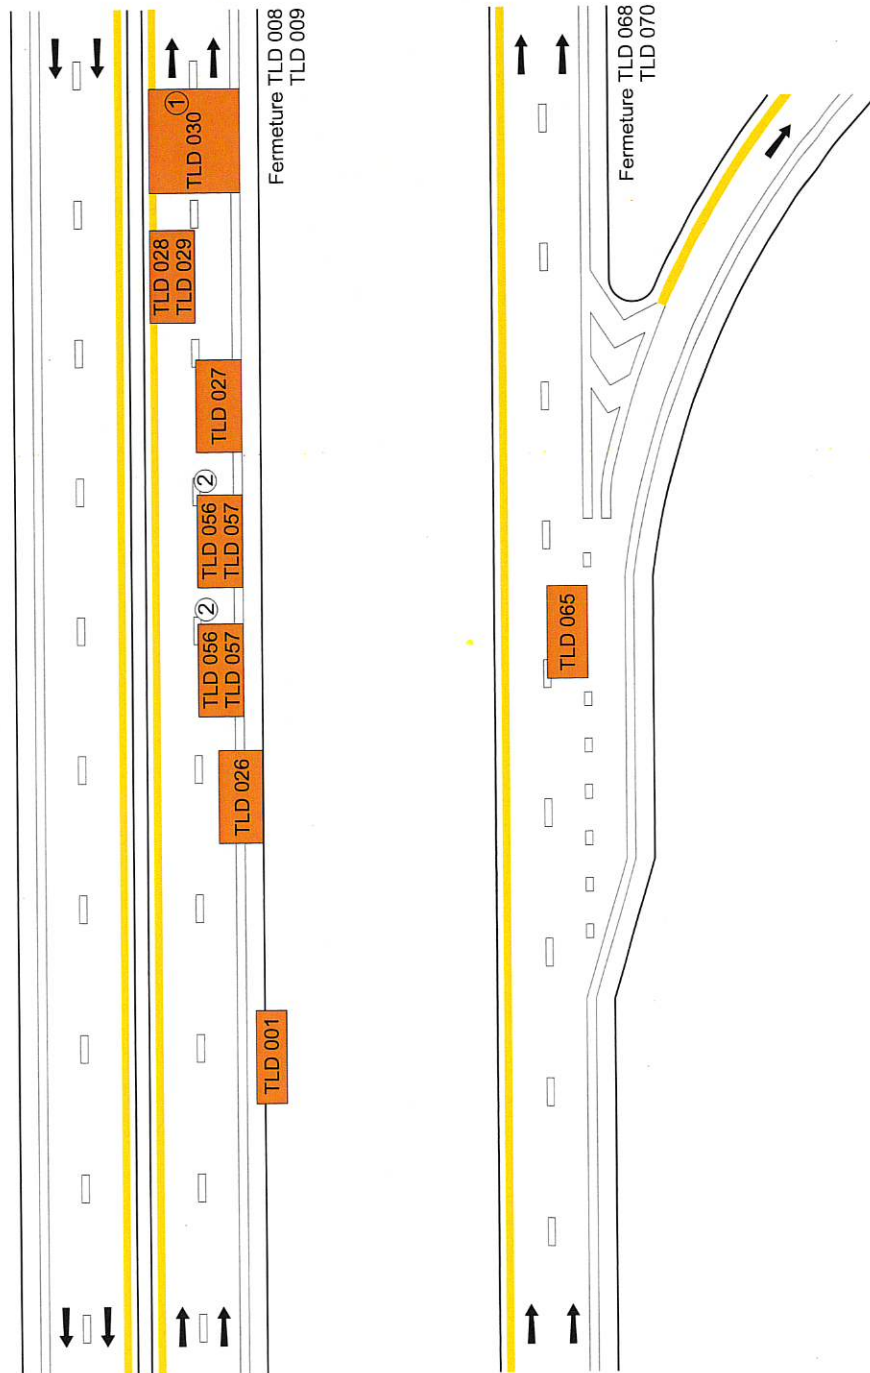 Fermeture TLD 008
TLD 009
1
TLD 030
TLD 028
TLD 029
TLD 027
2
TLD 056
TLD 057
2
TLD 056
TLD 057
TLD 026
TLD 001
Fermeture TLD 068
TLD 070
TLD 065